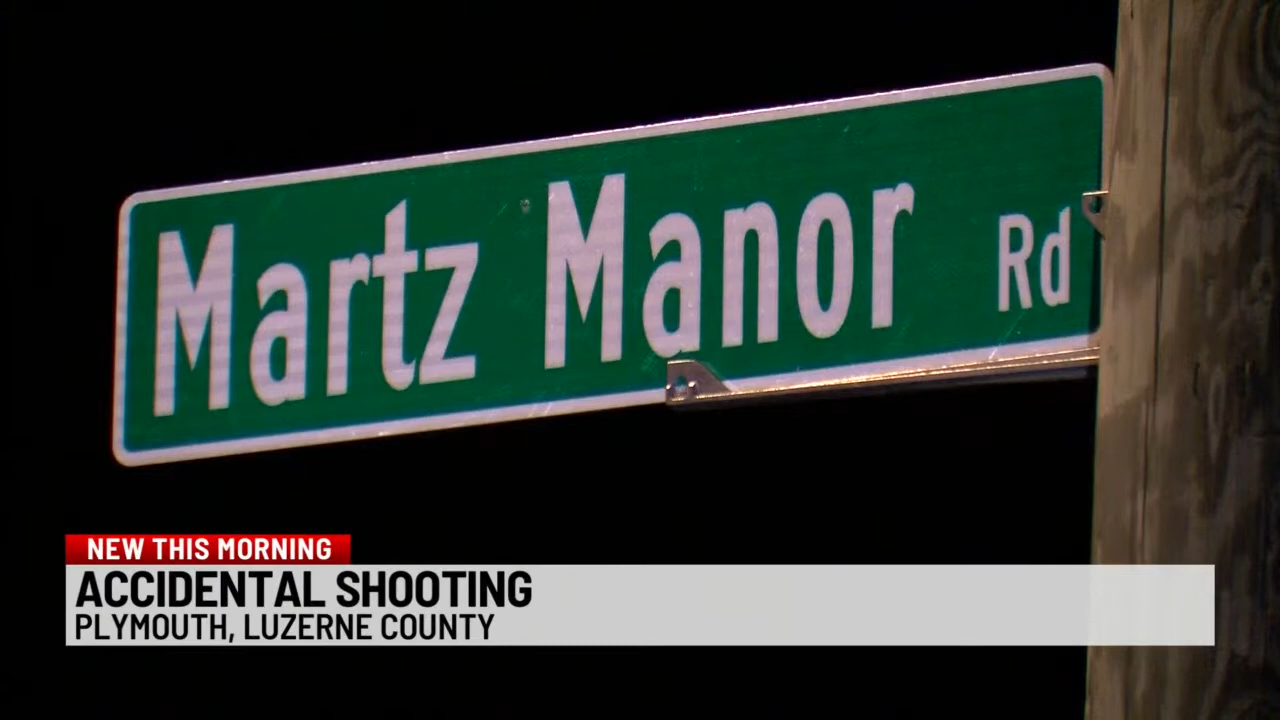 Martz Manor Rd
NEW THIS MORNING
ACCIDENTAL SHOOTING
PLYMOUTH, LUZERNE COUNTY